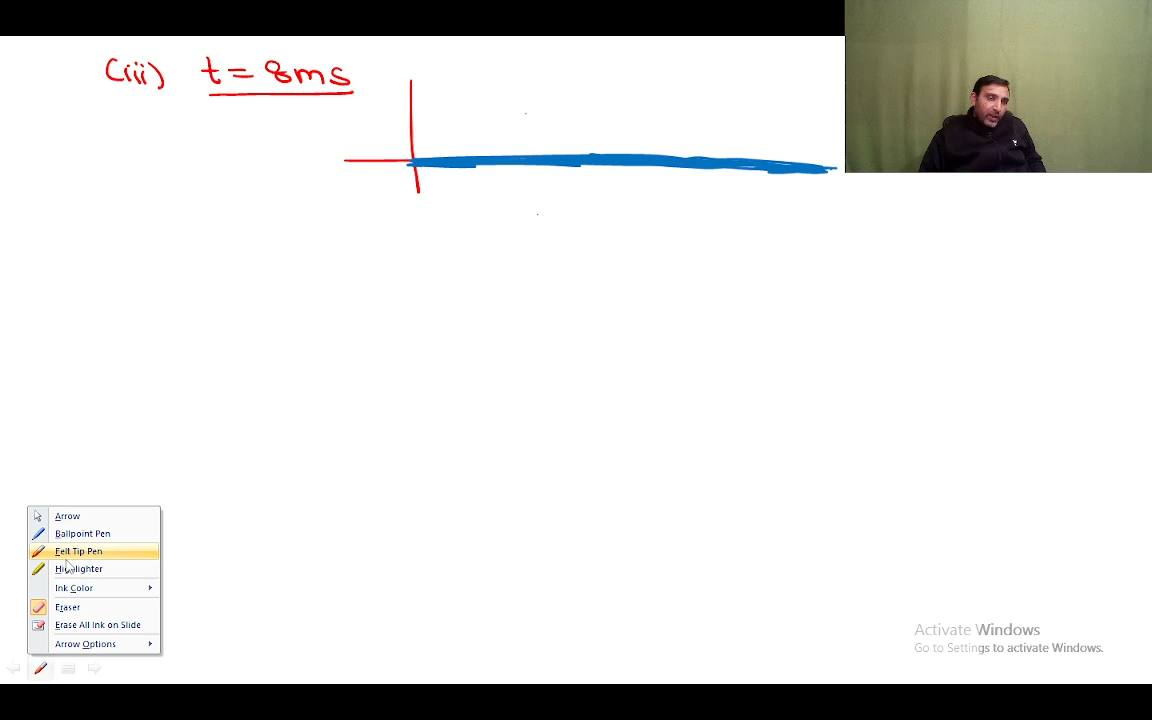 (iii) t = 8ms
Arrow
Ballpoint Pen
Felt Tip Pen
Highlighter
Ink Color
Eraser
Erase All Ink on Slide
Arrow Options
Activate Windows
Go to Settings to activate Windows.